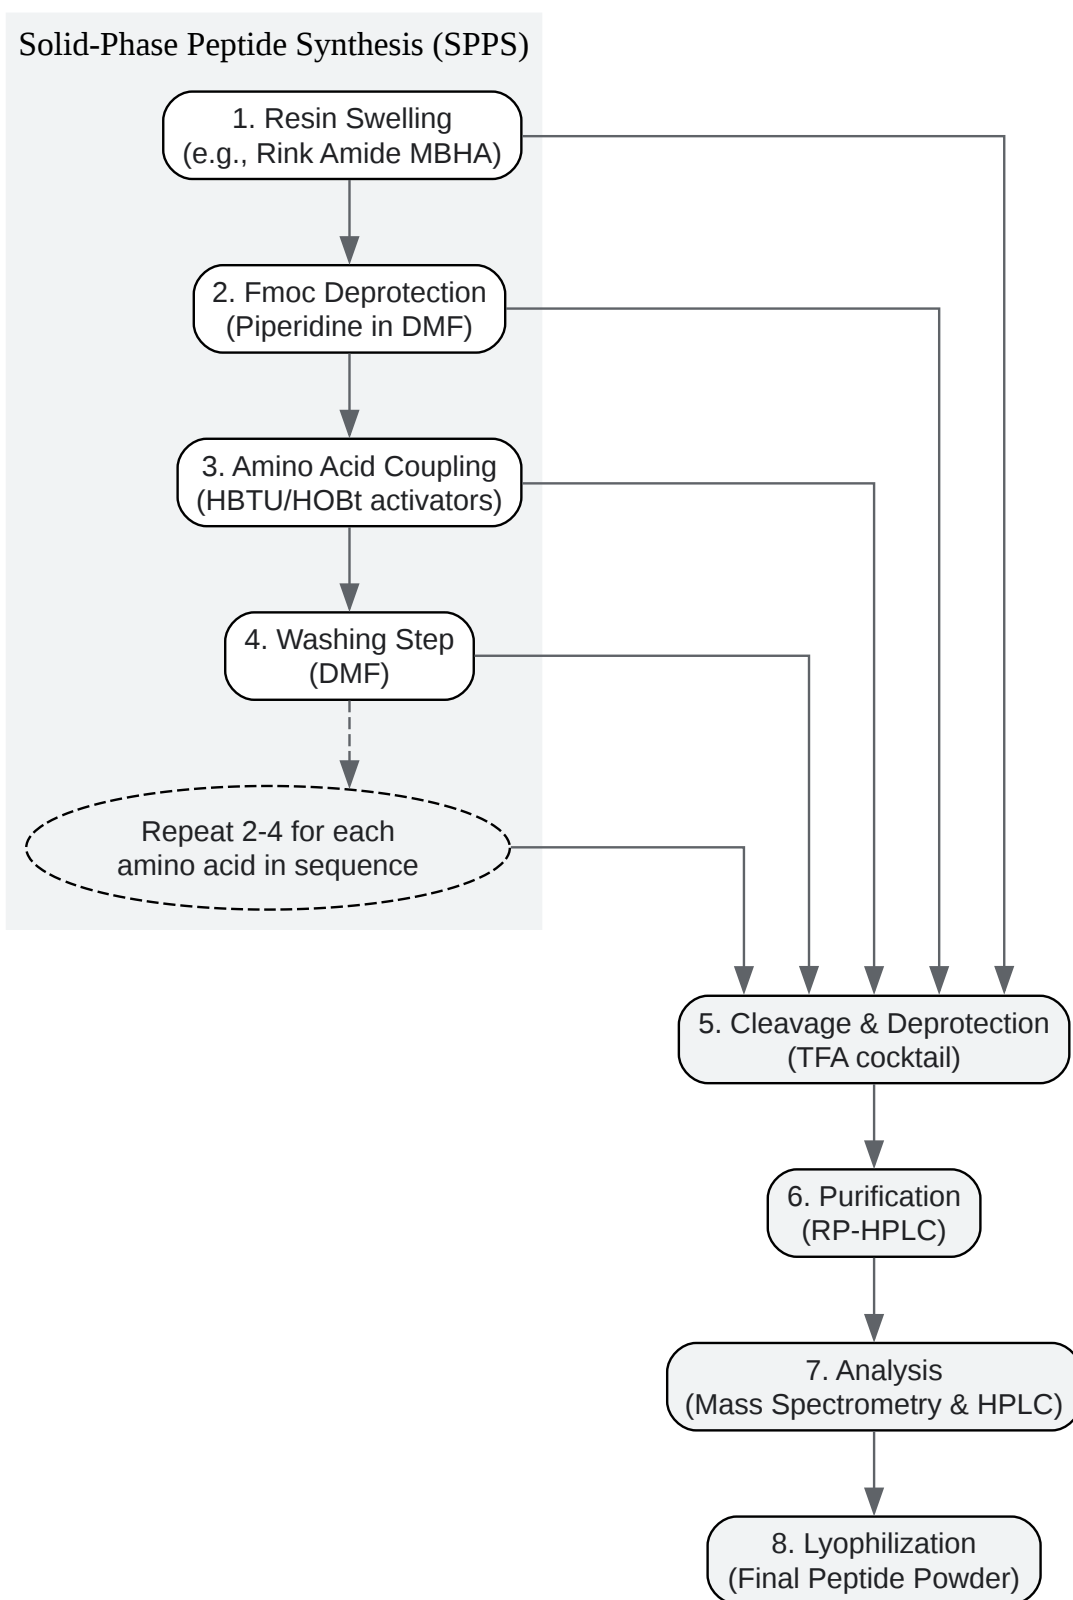 Solid-Phase Peptide Synthesis (SPPS)
1. Resin Swelling
(e.g., Rink Amide MBHA)
2. Fmoc Deprotection
(Piperidine in DMF)
3. Amino Acid Coupling
(HBTU/HOBt activators)
4. Washing Step
(DMF)
Repeat 2-4 for each
amino acid in sequence
5. Cleavage & Deprotection
(TFA cocktail)
6. Purification
(RP-HPLC)
7. Analysis
(Mass Spectrometry & HPLC)
8. Lyophilization
(Final Peptide Powder)